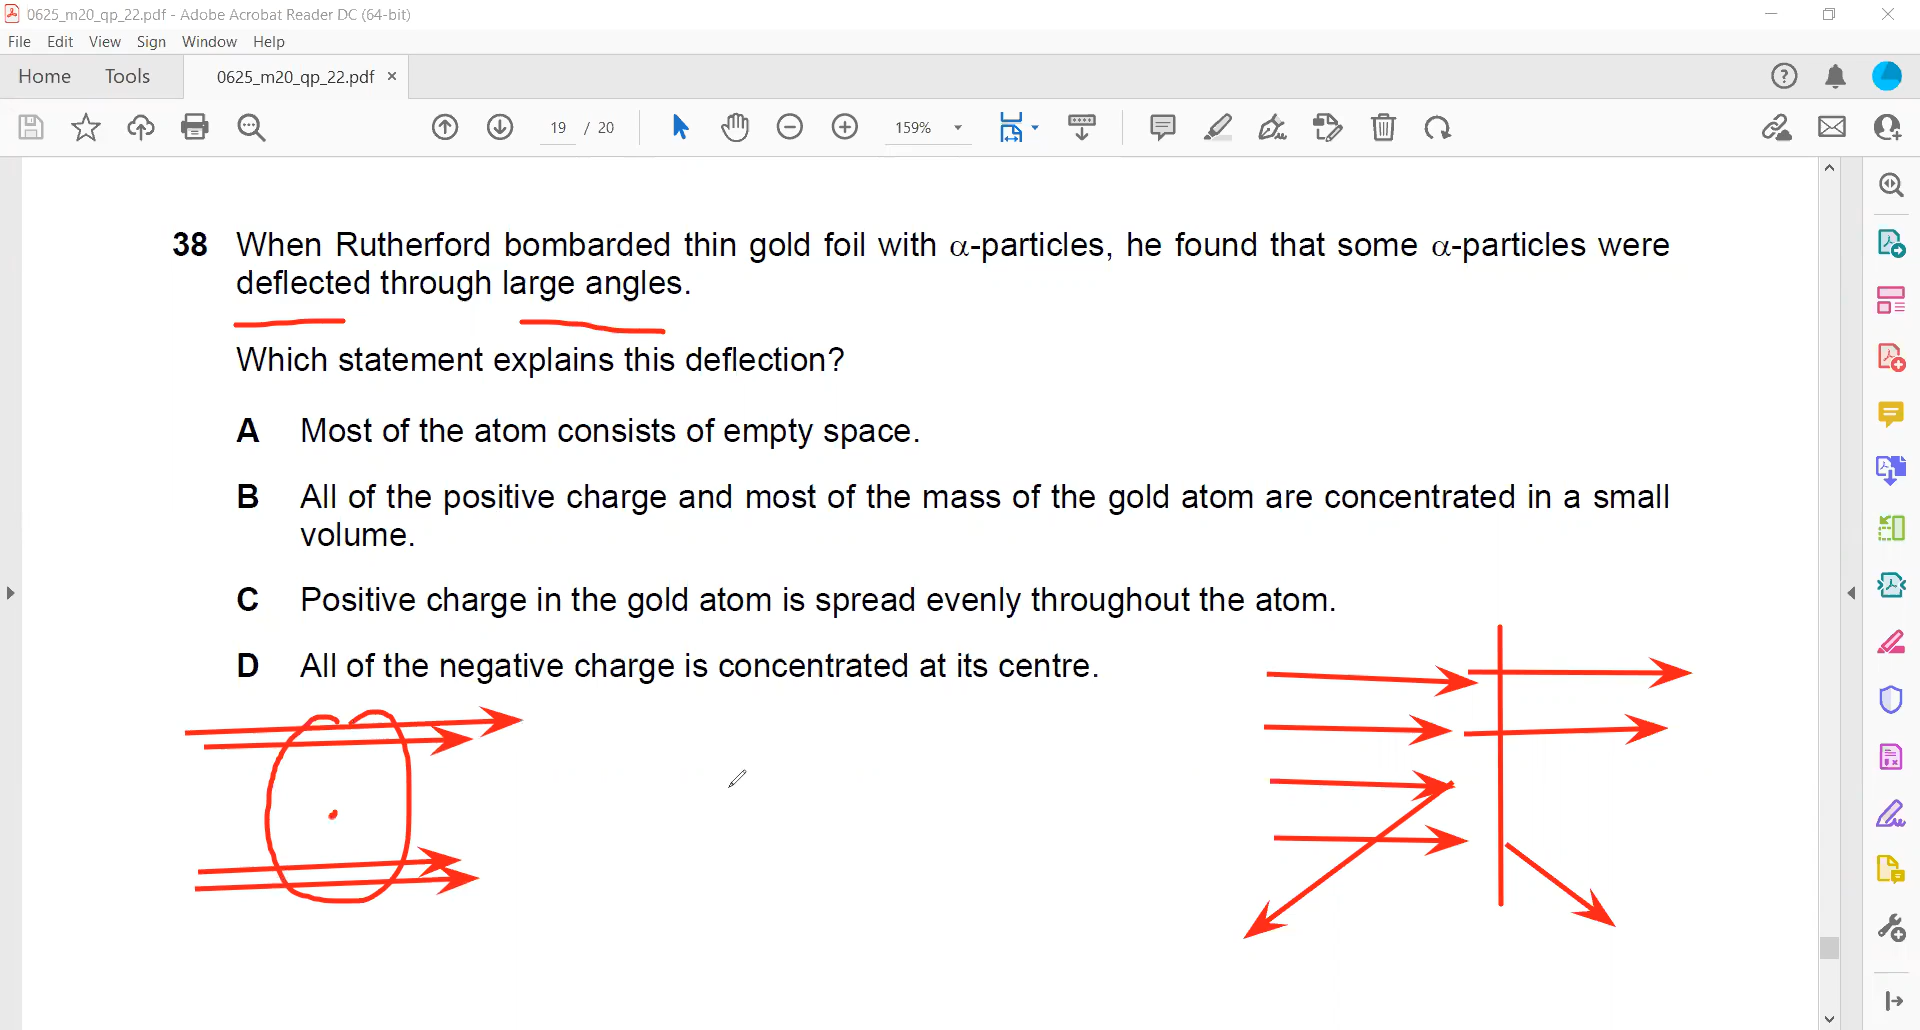 0625_m20_qp_22.pdf - Adobe Acrobat Reader DC (64-bit)
File Edit View Sign Window Help
Home Tools 0625_m20_qp_22.pdf ×
19 / 20 159%
38 When Rutherford bombarded thin gold foil with α-particles, he found that some α-particles were
deflected through large angles.
Which statement explains this deflection?
A Most of the atom consists of empty space.
B All of the positive charge and most of the mass of the gold atom are concentrated in a small
volume.
C Positive charge in the gold atom is spread evenly throughout the atom.
D All of the negative charge is concentrated at its centre.